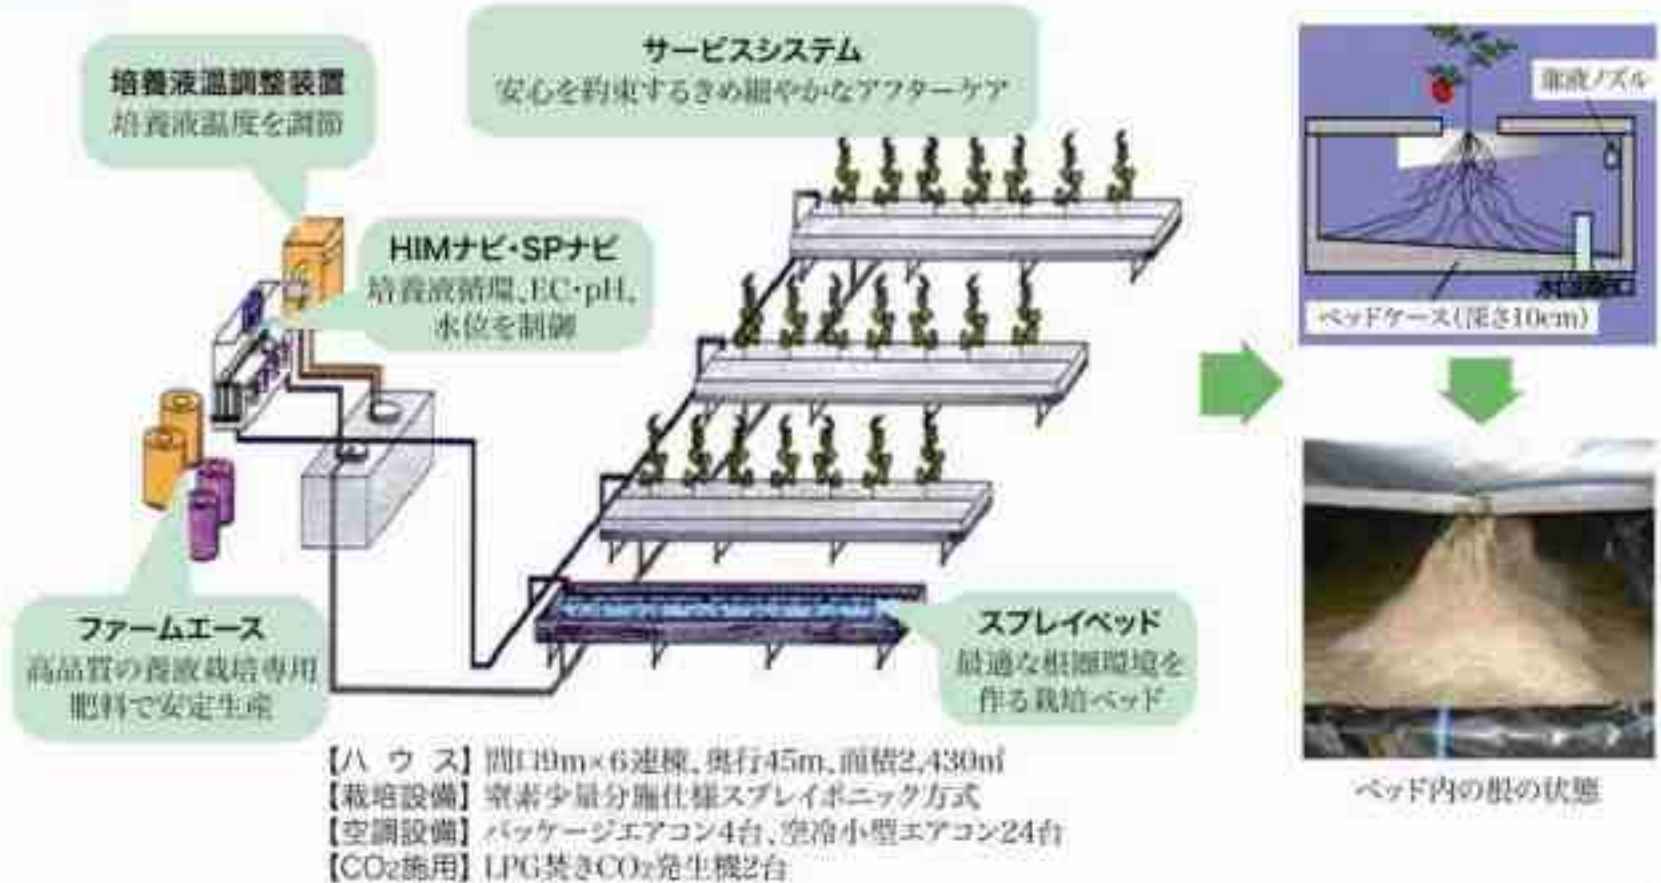 培養液温調整装置
培養液温度を調節
サービスシステム
安心を約束するきめ細やかなアフターケア
HIMナビ・SPナビ
培養液循環、EC・pH、
水位を制御
ファームエース
高品質の養液栽培専用
肥料で安定生産
スプレイベッド
最適な根圏環境を
作る栽培ベッド
【ハウス】間口9m×6連棟、奥行45m、面積2,430㎡
【栽培設備】窒素少量分施仕様スプレイポニック方式
【空調設備】パッケージエアコン4台、空冷小型エアコン24台
【CO₂施用】LPG焚きCO₂発生機2台
ノズル
ベッドケース(深さ10cm)
ベッド内の根の状態